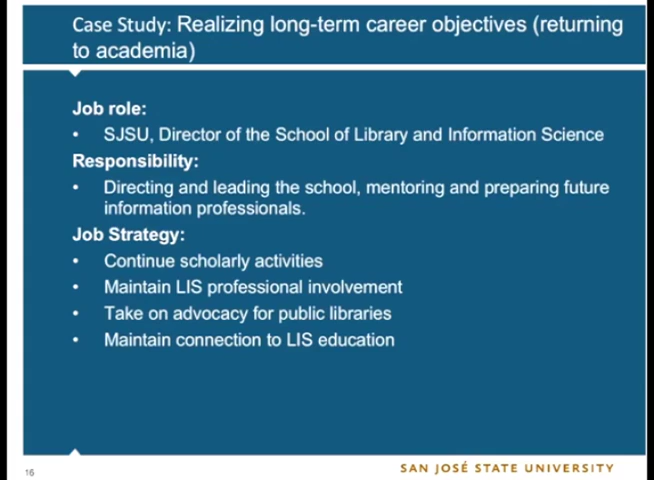 Case Study: Realizing long-term career objectives (returning
to academia)
Job role:
• SJSU, Director of the School of Library and Information Science
Responsibility:
• Directing and leading the school, mentoring and preparing future
information professionals.
Job Strategy:
• Continue scholarly activities
• Maintain LIS professional involvement
• Take on advocacy for public libraries
• Maintain connection to LIS education
16
SAN JOSÉ STATE UNIVERSITY